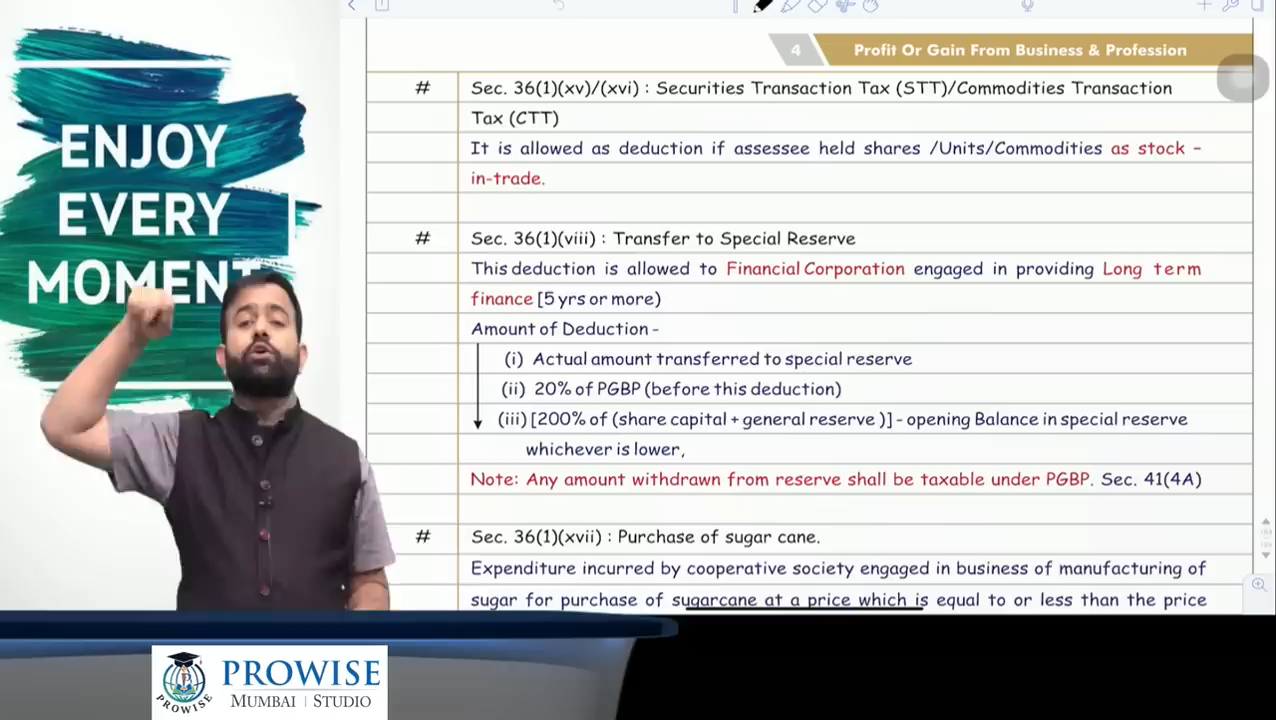 ENJOY
EVERY
MOMENT
4 Profit Or Gain From Business & Profession
# Sec. 36(1)(xv)/(xvi) : Securities Transaction Tax (STT)/Commodities Transaction
Tax (CTT)
It is allowed as deduction if assessee held shares /Units/Commodities as stock –
in-trade.
# Sec. 36(1)(viii) : Transfer to Special Reserve
This deduction is allowed to Financial Corporation engaged in providing Long term
finance [5 yrs or more)
Amount of Deduction -
(i) Actual amount transferred to special reserve
(ii) 20% of PGBP (before this deduction)
(iii) [200% of (share capital + general reserve )] - opening Balance in special reserve
whichever is lower,
Note: Any amount withdrawn from reserve shall be taxable under PGBP. Sec. 41(4A)
# Sec. 36(1)(xvii) : Purchase of sugar cane.
Expenditure incurred by cooperative society engaged in business of manufacturing of
sugar for purchase of sugarcane at a price which is equal to or less than the price
PROWISE
PROWISE
MUMBAI | STUDIO